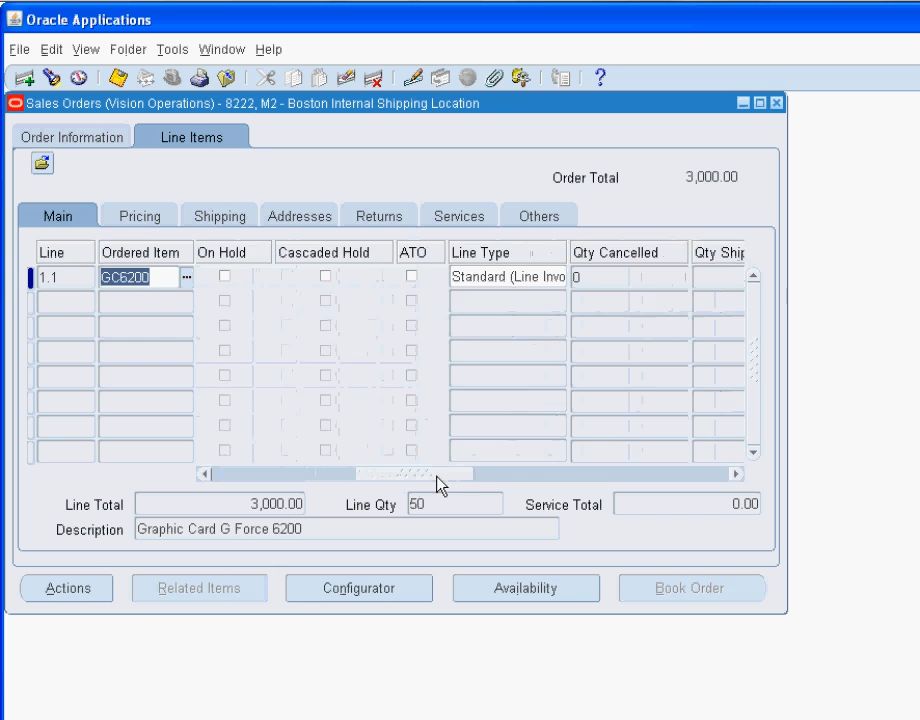 Oracle Applications
File Edit View Folder Tools Window Help
Sales Orders (Vision Operations) - 8222, M2 - Boston Internal Shipping Location
Order Information Line Items
Order Total 3,000.00
Main Pricing Shipping Addresses Returns Services Others
Line Ordered Item On Hold Cascaded Hold ATO Line Type Qty Cancelled Qty Ship
1.1 GC6200 ... Standard (Line Invo 0
Line Total 3,000.00 Line Qty 50 Service Total 0.00
Description Graphic Card G Force 6200
Actions Related Items Configurator Availability Book Order